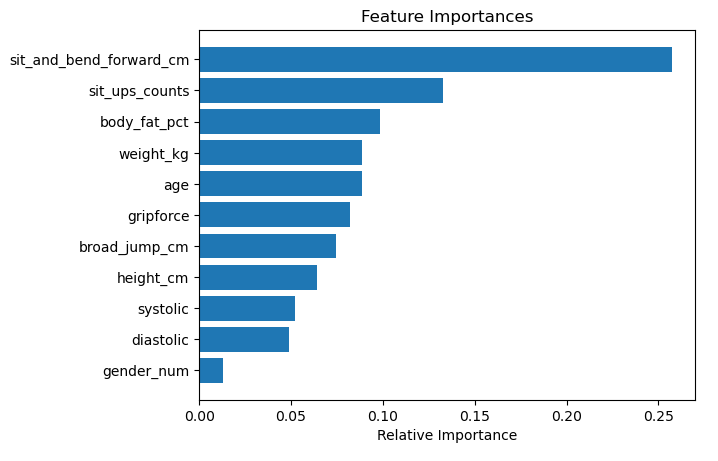 Feature Importances
sit_and_bend_forward_cm
sit_ups_counts
body_fat_pct
weight_kg
age
gripforce
broad_jump_cm
height_cm
systolic
diastolic
gender_num
0.00 0.05 0.10 0.15 0.20 0.25
Relative Importance